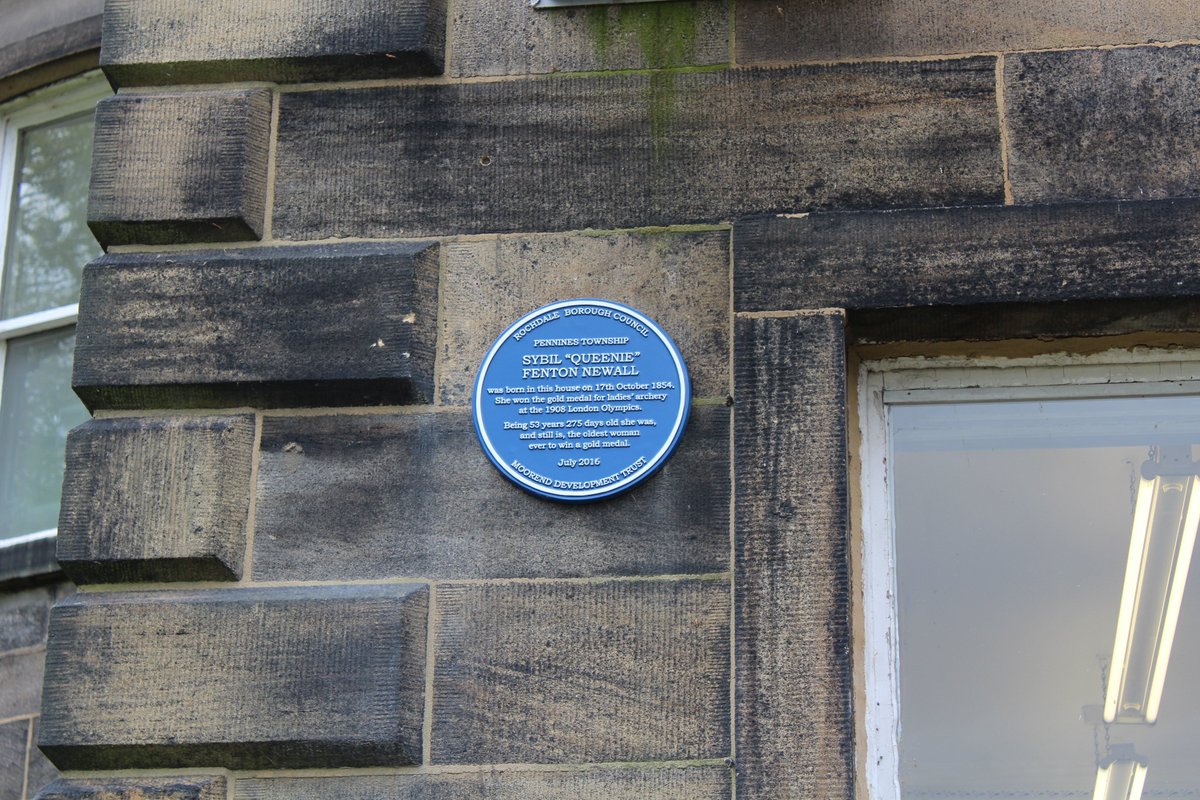 ROCHDALE BOROUGH COUNCIL
PENNINES TOWNSHIP
SYBIL “QUEENIE”
FENTON NEWALL
was born in this house on 17th October 1854.
She won the gold medal for ladies' archery
at the 1908 London Olympics.
Being 53 years 275 days old she was,
and still is, the oldest woman
ever to win a gold medal.
July 2016
MOOREND DEVELOPMENT TRUST